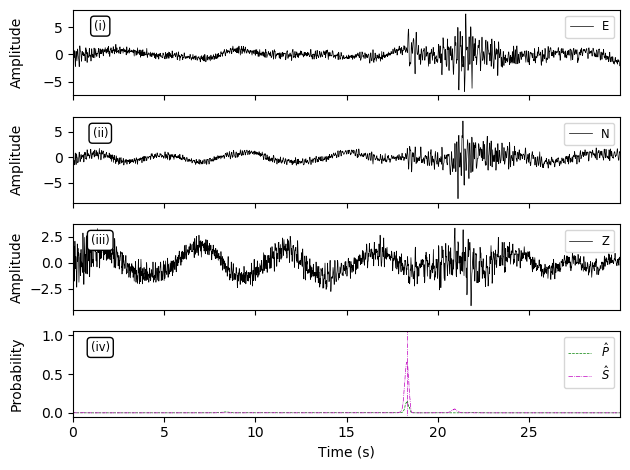 (i)
E
Amplitude
5
0
−5
(ii)
N
Amplitude
5
0
−5
(iii)
Z
Amplitude
2.5
0.0
−2.5
(iv)
P̂
Ŝ
Probability
1.0
0.5
0.0
0 5 10 15 20 25
Time (s)